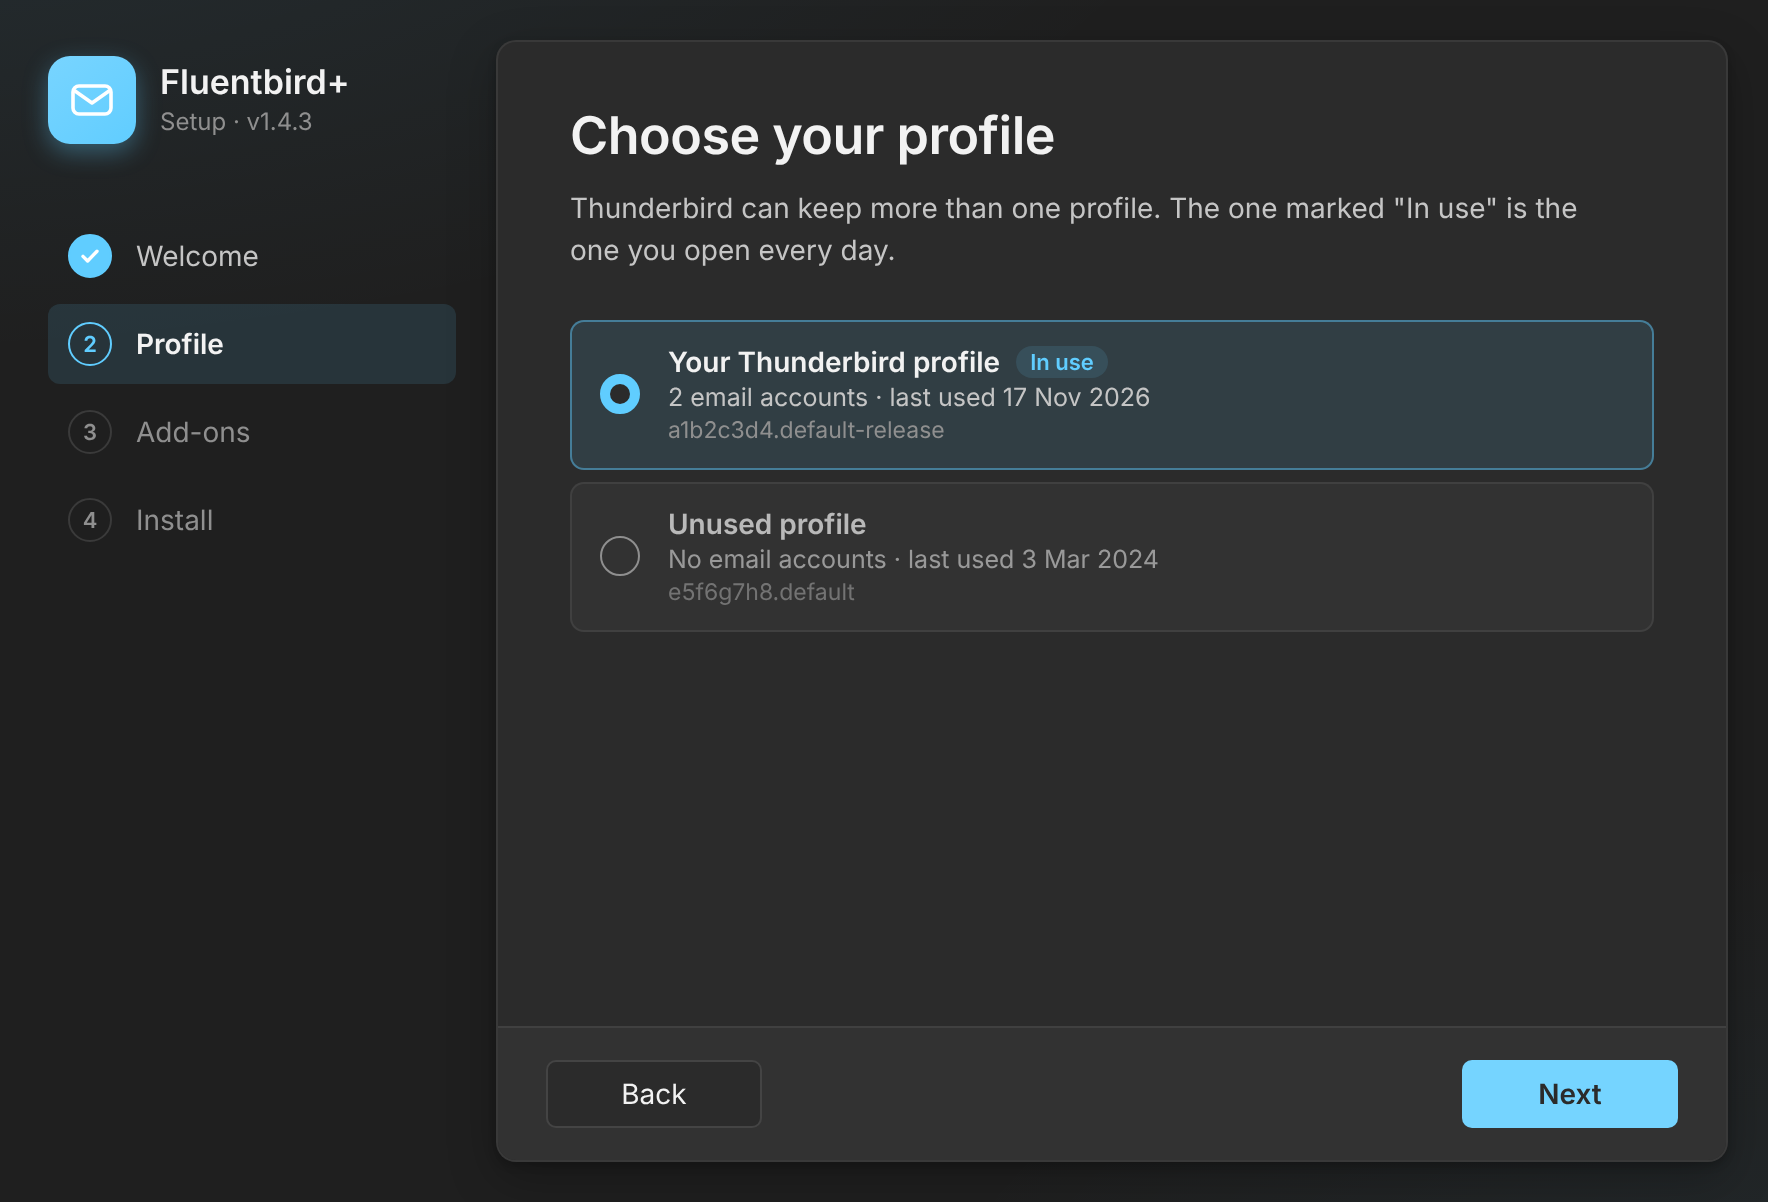 Fluentbird+
Setup · v1.4.3
Welcome
2 Profile
3 Add-ons
4 Install
Choose your profile
Thunderbird can keep more than one profile. The one marked "In use" is the
one you open every day.
Your Thunderbird profile In use
2 email accounts · last used 17 Nov 2026
a1b2c3d4.default-release
Unused profile
No email accounts · last used 3 Mar 2024
e5f6g7h8.default
Back
Next